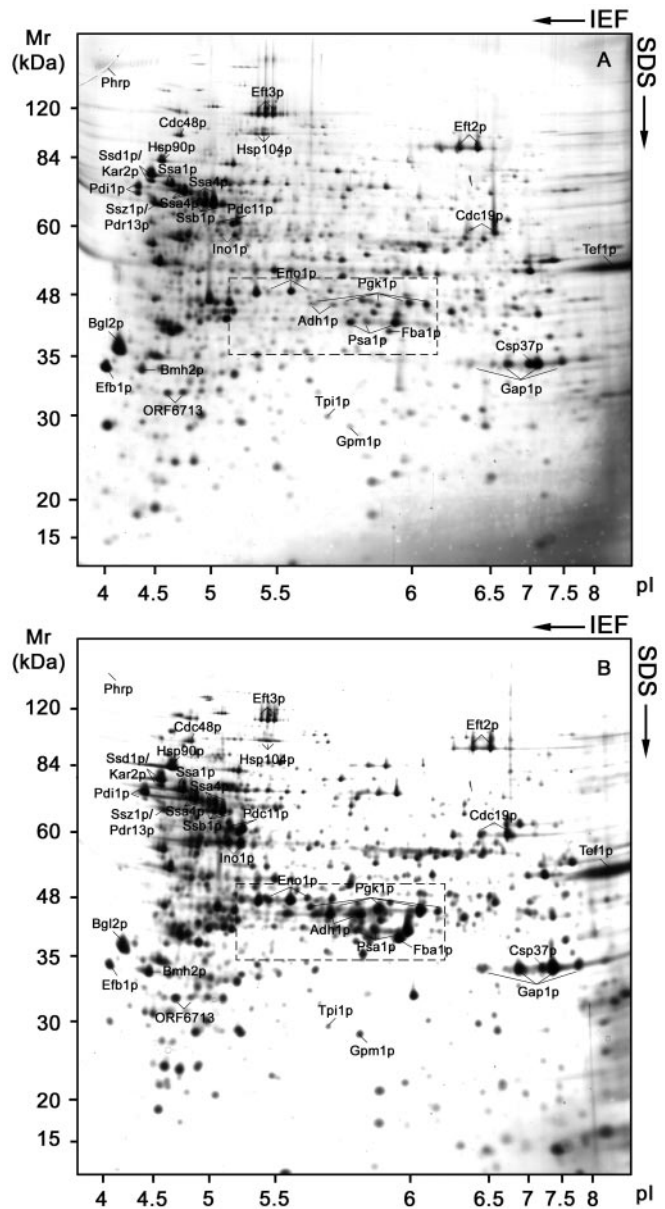 IEF
Mr
(kDa)
A
SDS
Phrp
Eft3p
120
Cdc48p
Eft2p
Hsp90p
Hsp104p
84
Ssd1p/
Kar2p
Ssa1p
Pdi1p
Ssa4p
Ssz1p/
Ssa4p
Pdc11p
Pdr13p
Ssb1p
Cdc19p
60
Ino1p
Tef1p
Eno1p
Pgk1p
48
Adh1p
Bgl2p
Psa1p
Fba1p
Csp37p
35
Efb1p
Bmh2p
Gap1p
ORF6713
Tpi1p
30
Gpm1p
20
15
4 4.5 5 5.5 6 6.5 7 7.5 8 pI
IEF
Mr
(kDa)
B
SDS
Phrp
Eft3p
120
Cdc48p
Eft2p
Hsp90p
Hsp104p
84
Ssd1p/
Kar2p
Ssa1p
Pdi1p
Ssa4p
Ssz1p/
Ssa4p
Pdc11p
Cdc19p
Pdr13p
Ssb1p
60
Ino1p
Tef1p
Eno1p
Pgk1p
48
Adh1p
Bgl2p
Psa1p
Fba1p
Csp37p
35
Efb1p
Bmh2p
Gap1p
ORF6713
30
Tpi1p
Gpm1p
20
15
4 4.5 5 5.5 6 6.5 7 7.5 8 pI